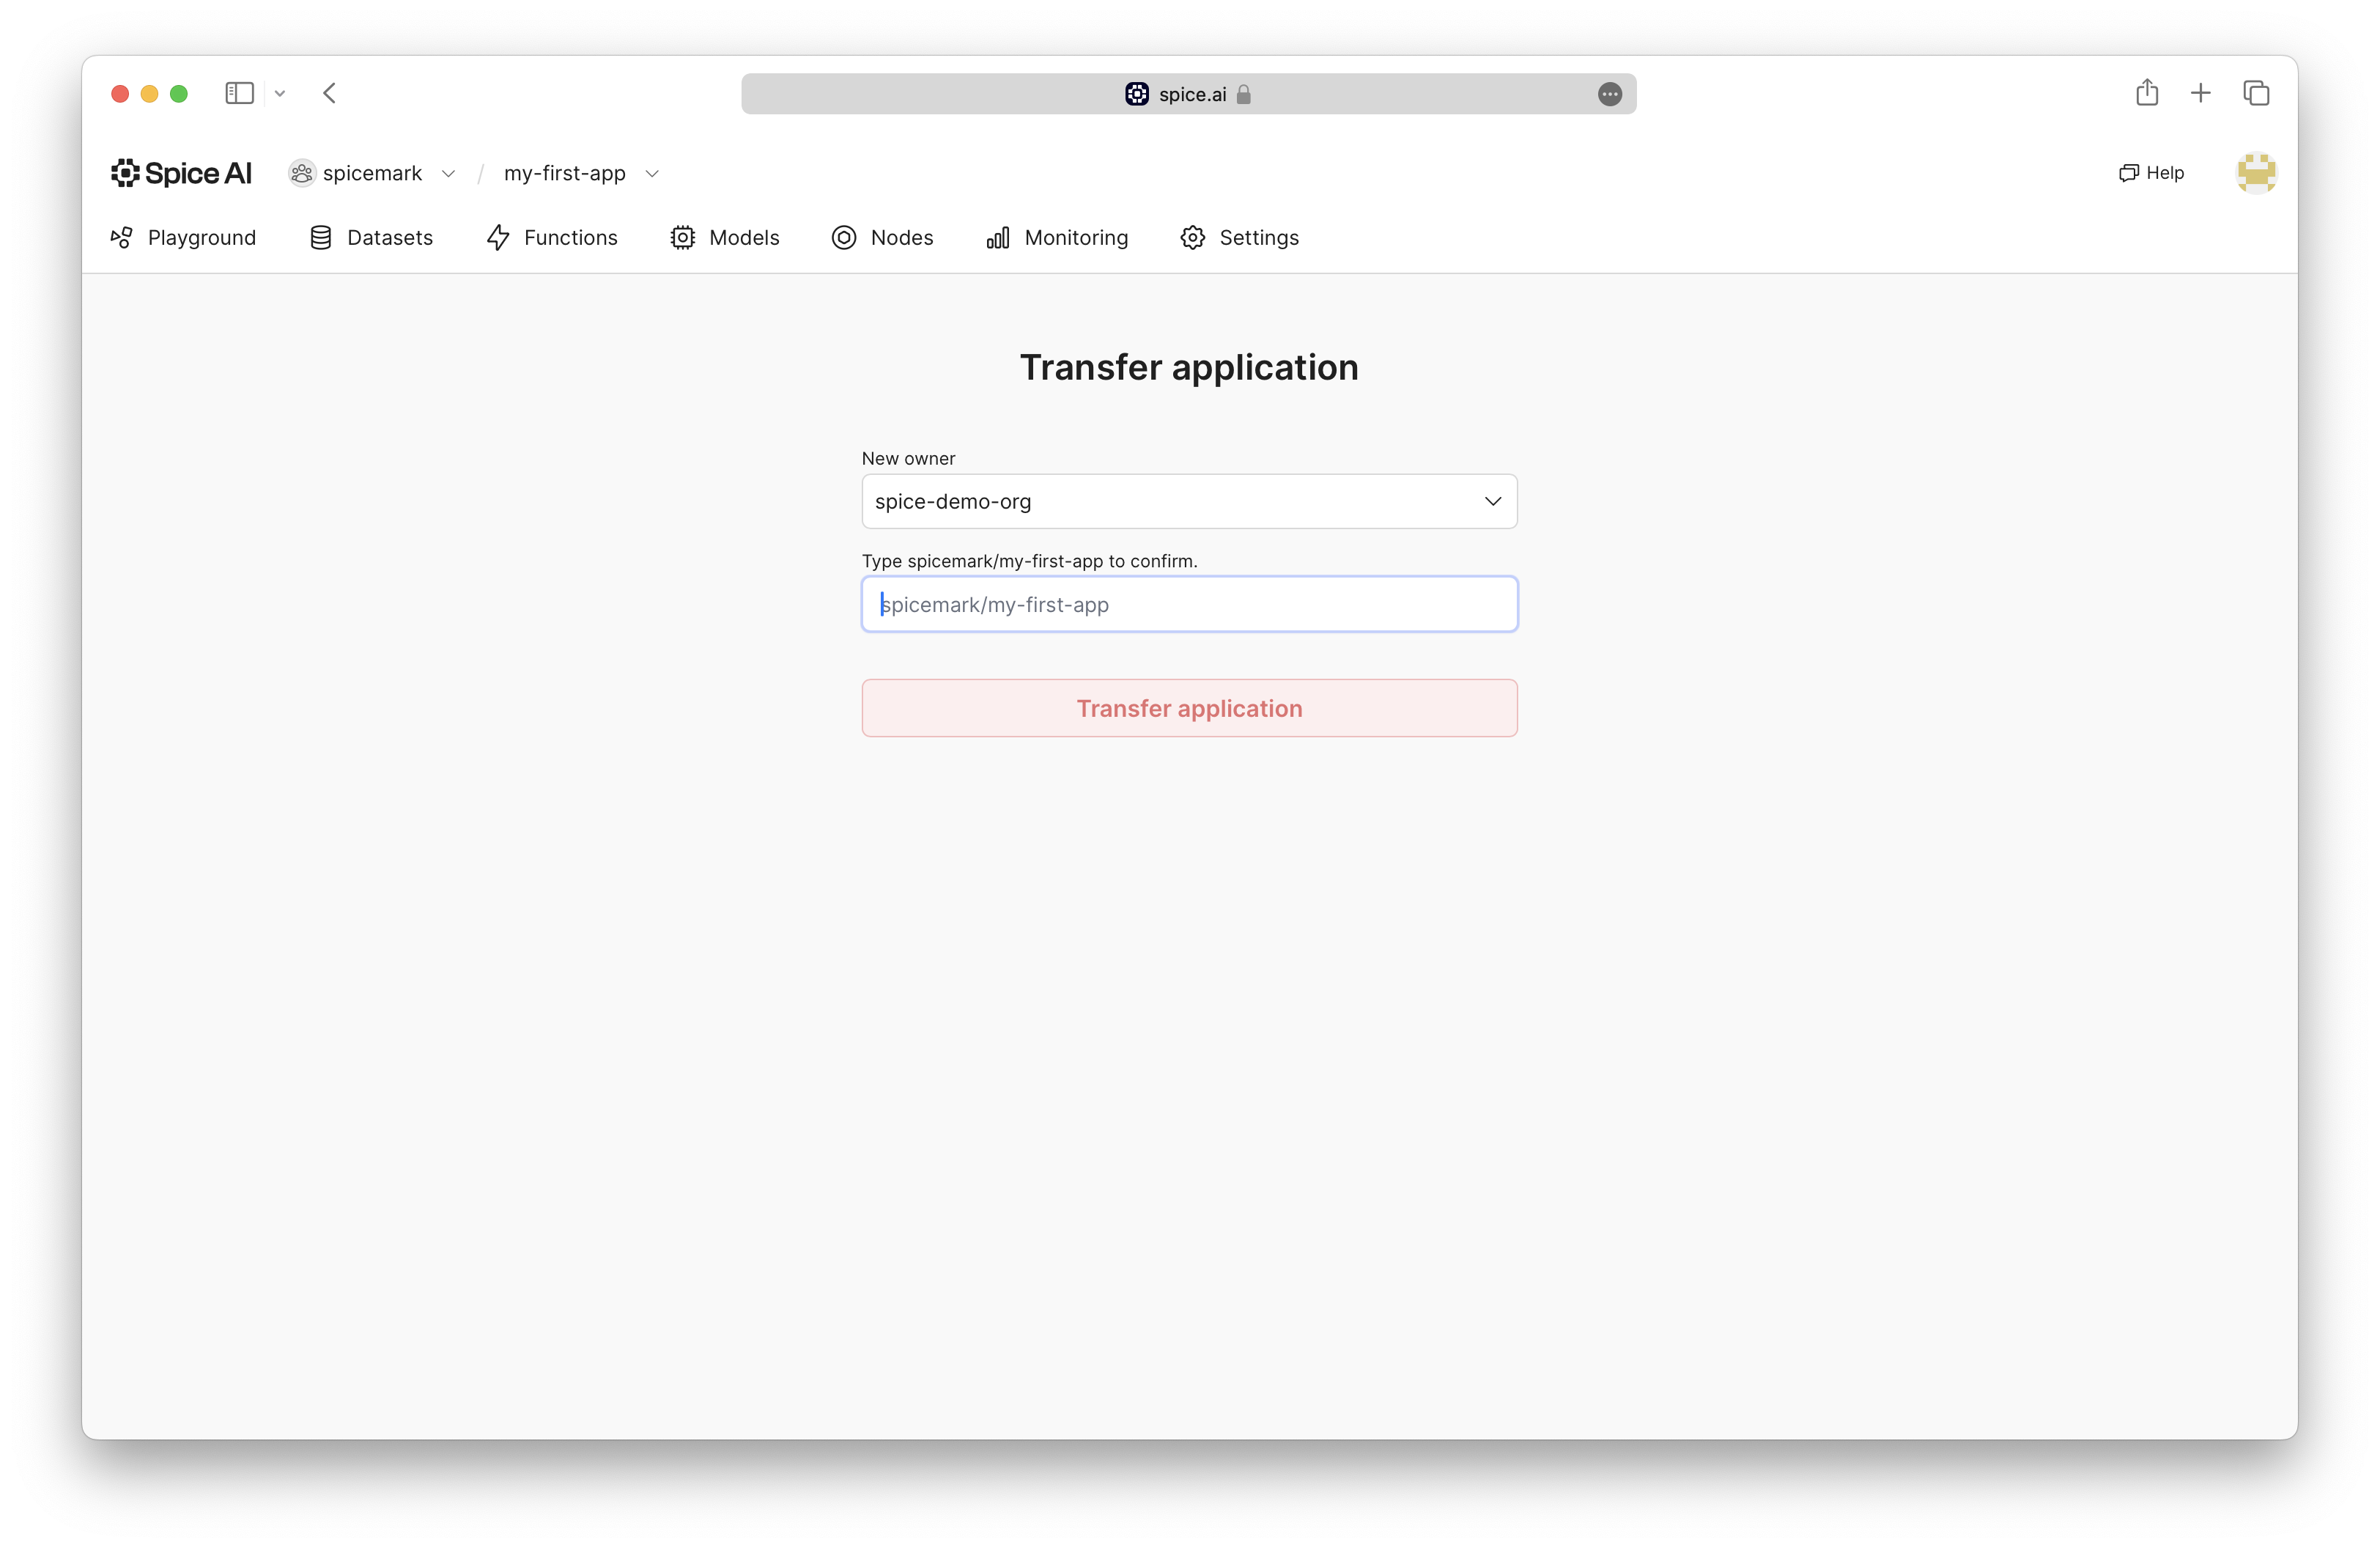 spice.ai
Spice AI spicemark / my-first-app Help
Playground Datasets Functions Models Nodes Monitoring Settings
Transfer application
New owner
spice-demo-org
Type spicemark/my-first-app to confirm.
spicemark/my-first-app
Transfer application